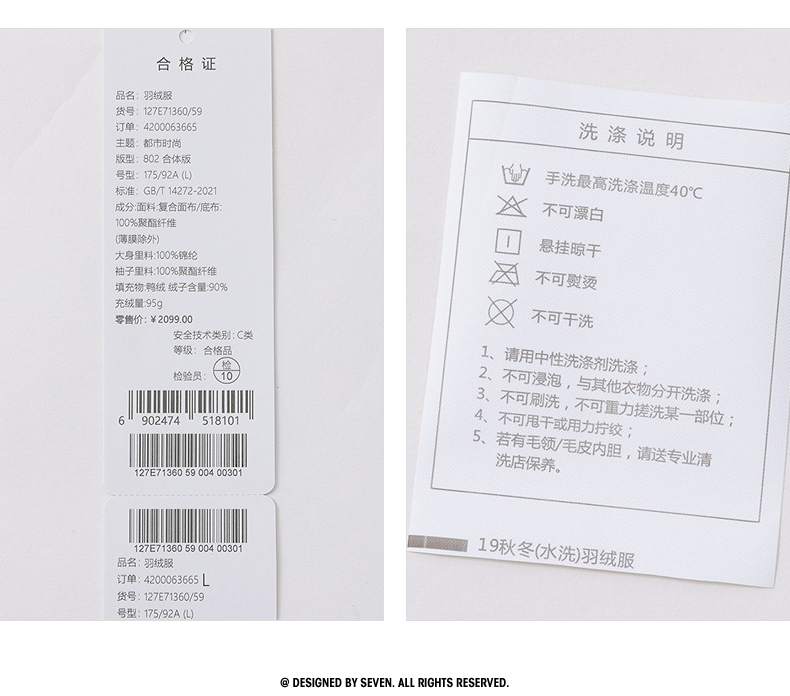 合格证
品名：羽绒服
货号：127E71360/59
订单：4200063665
主题：都市时尚
版型：802 合体版
号型：175/92A (L)
标准：GB/T 14272-2021
成分:面料:复合面布/底布:
100%聚酯纤维
(薄膜除外)
大身里料:100%锦纶
袖子里料:100%聚酯纤维
填充物:鸭绒 绒子含量:90%
充绒量:95g
零售价：￥2099.00
安全技术类别：C类
等级：合格品
检验员：检 10
6 902474 518101
127E71360 59 004 00301
127E71360 59 004 00301
品名：羽绒服
订单：4200063665 L
货号：127E71360/59
号型：175/92A (L)
洗涤说明
手洗最高洗涤温度40℃
不可漂白
悬挂晾干
不可熨烫
不可干洗
1、请用中性洗涤剂洗涤；
2、不可浸泡，与其他衣物分开洗涤；
3、不可刷洗，不可重力搓洗某一部位；
4、不可甩干或用力拧绞；
5、若有毛领/毛皮内胆，请送专业清
洗店保养。
19秋冬(水洗)羽绒服
@ DESIGNED BY SEVEN. ALL RIGHTS RESERVED.